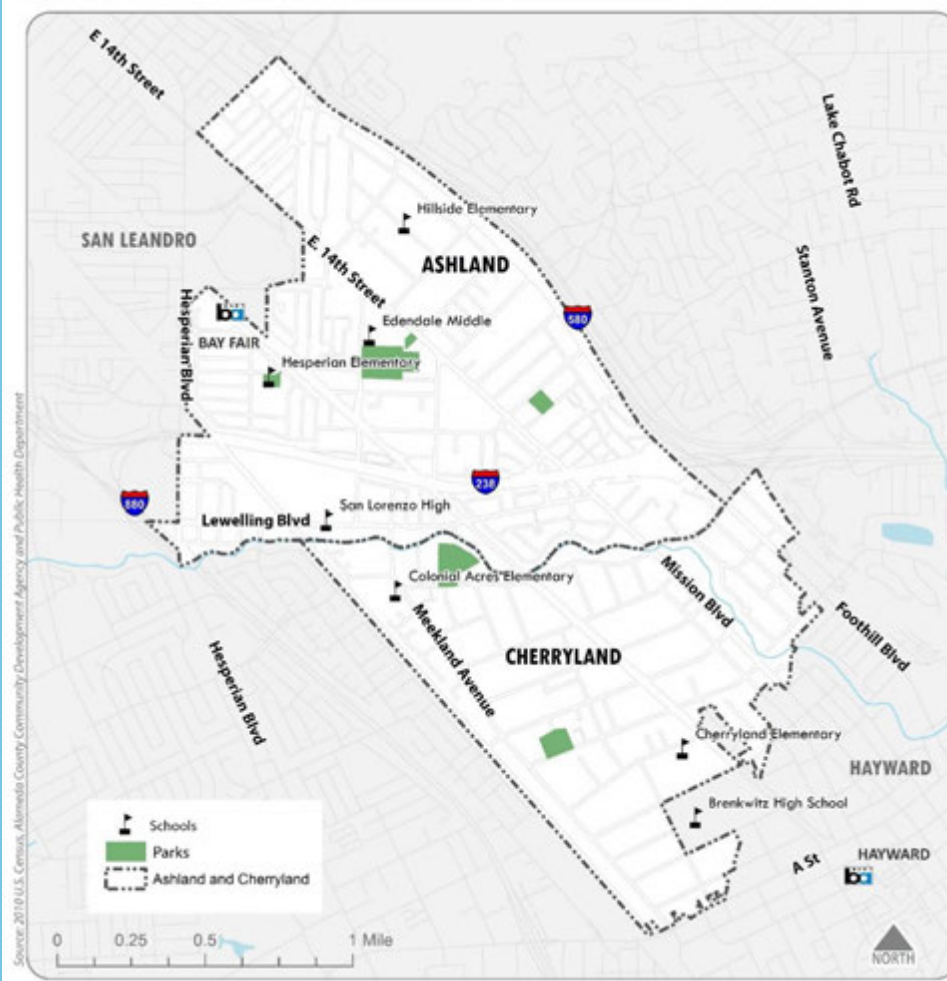 E 14th Street
Lake Chabot Rd
Hillside Elementary
SAN LEANDRO
E. 14th Street
ASHLAND
Stanton Avenue
Hesperian Blvd
ba
BAY FAIR
Edendale Middle
580
Hesperian Elementary
238
880
San Lorenzo High
Lewelling Blvd
Colonial Acres Elementary
Mission Blvd
Foothill Blvd
Meekland Avenue
CHERRYLAND
Hesperian Blvd
Cherryland Elementary
HAYWARD
Brenkwitz High School
A St
HAYWARD
ba
Schools
Parks
Ashland and Cherryland
0 0.25 0.5 1 Mile
NORTH
Source: 2010 U.S. Census, Alameda County Community Development Agency and Public Health Department